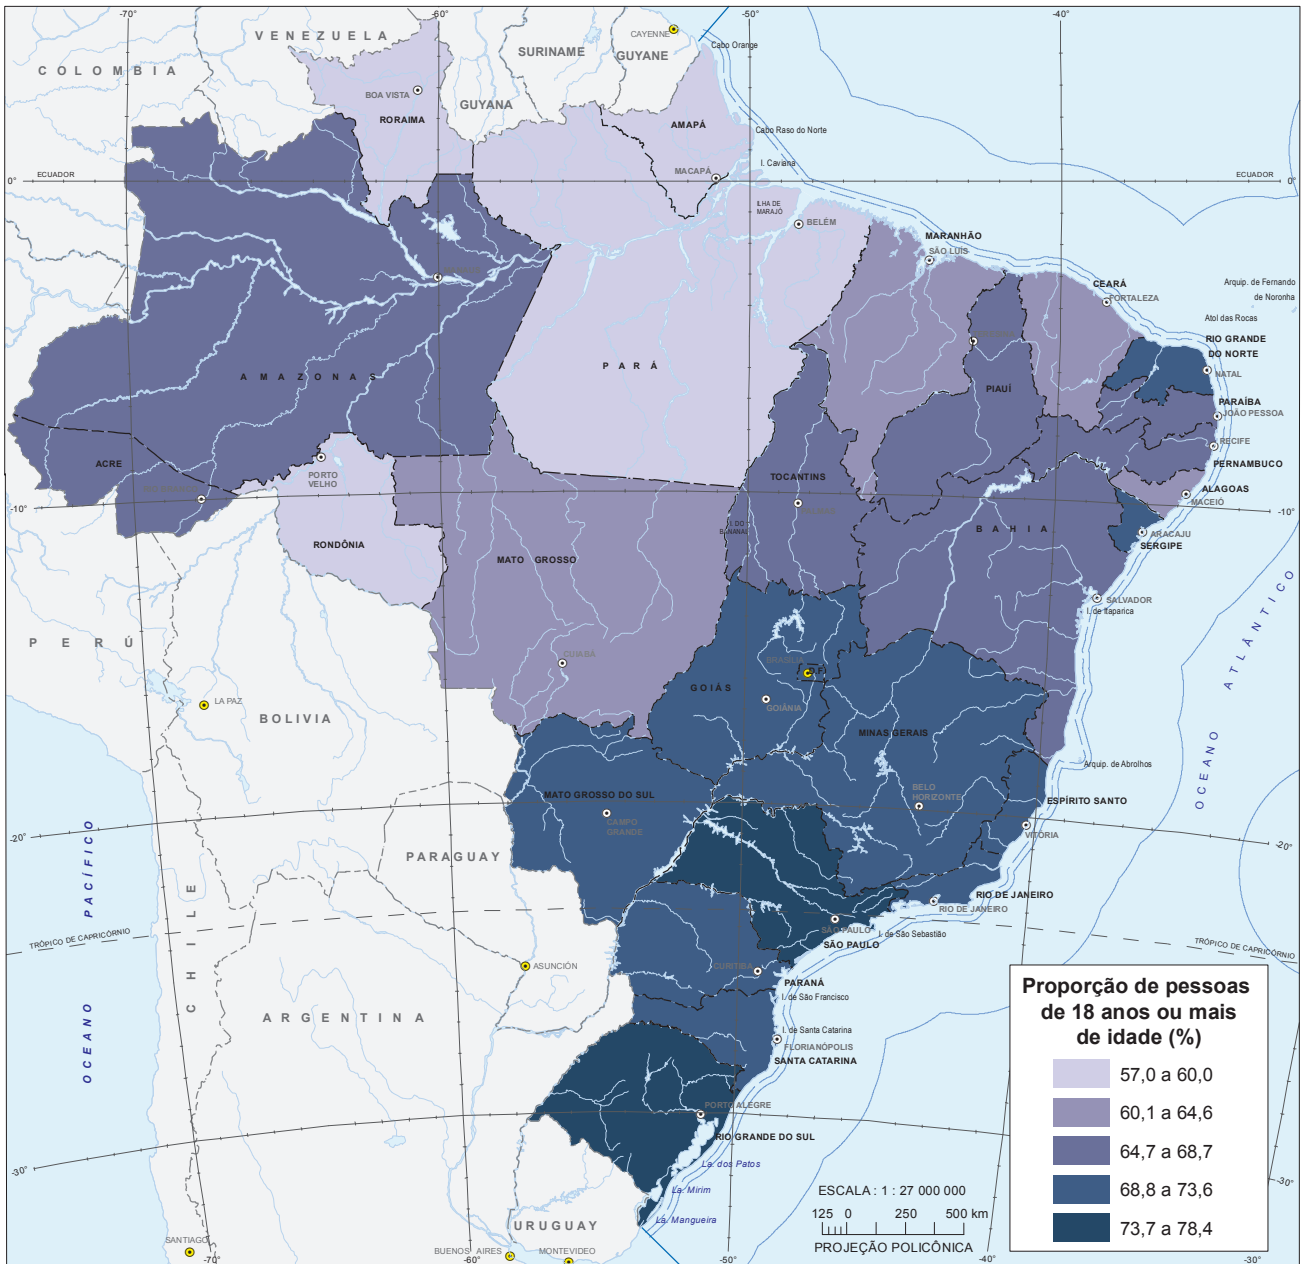 -70°
-60°
-50°
-40°
VENEZUELA
COLOMBIA
SURINAME
GUYANE
CAYENNE
Cabo Orange
GUYANA
BOA VISTA
RORAIMA
AMAPÁ
Cabo Raso do Norte
I. Caviana
MACAPÁ
ECUADOR
0°
ECUADOR
0°
ILHA DE
MARAJÓ
BELÉM
MARANHÃO
SÃO LUÍS
CEARÁ
FORTALEZA
Arquip. de Fernando
de Noronha
Atol das Rocas
RIO GRANDE
DO NORTE
NATAL
AMAZONAS
PARÁ
PIAUÍ
PARAÍBA
JOÃO PESSOA
RECIFE
PERNAMBUCO
ACRE
PORTO
VELHO
TOCANTINS
ALAGOAS
MACEIÓ
-10°
-10°
I. DO
BANANAL
BAHIA
ARACAJU
SERGIPE
RONDÔNIA
MATO GROSSO
SALVADOR
I. de Itaparica
PERÚ
CUIABÁ
BRASÍLIA
D.F.
GOIÁS
GOIÂNIA
LA PAZ
BOLIVIA
MINAS GERAIS
Arquip. de Abrolhos
OCEANO ATLÂNTICO
MATO GROSSO DO SUL
CAMPO
GRANDE
BELO
HORIZONTE
ESPÍRITO SANTO
VITÓRIA
-20°
-20°
PARAGUAY
OCEANO PACÍFICO
CHILE
RIO DE JANEIRO
RIO DE JANEIRO
SÃO PAULO
I. de São Sebastião
SÃO PAULO
TRÓPICO DE CAPRICÓRNIO
TRÓPICO DE CAPRICÓRNIO
ASUNCIÓN
CURITIBA
PARANÁ
I. de São Francisco
ARGENTINA
I. de Santa Catarina
FLORIANÓPOLIS
SANTA CATARINA
PORTO ALEGRE
RIO GRANDE DO SUL
La. dos Patos
La. Mirim
La. Mangueira
-30°
-30°
URUGUAY
SANTIAGO
BUENOS AIRES
MONTEVIDEO
-70°
-60°
-50°
-40°
-30°
ESCALA : 1 : 27 000 000
125 0 250 500 km
PROJEÇÃO POLICÔNICA
Proporção de pessoas
de 18 anos ou mais
de idade (%)
57,0 a 60,0
60,1 a 64,6
64,7 a 68,7
68,8 a 73,6
73,7 a 78,4